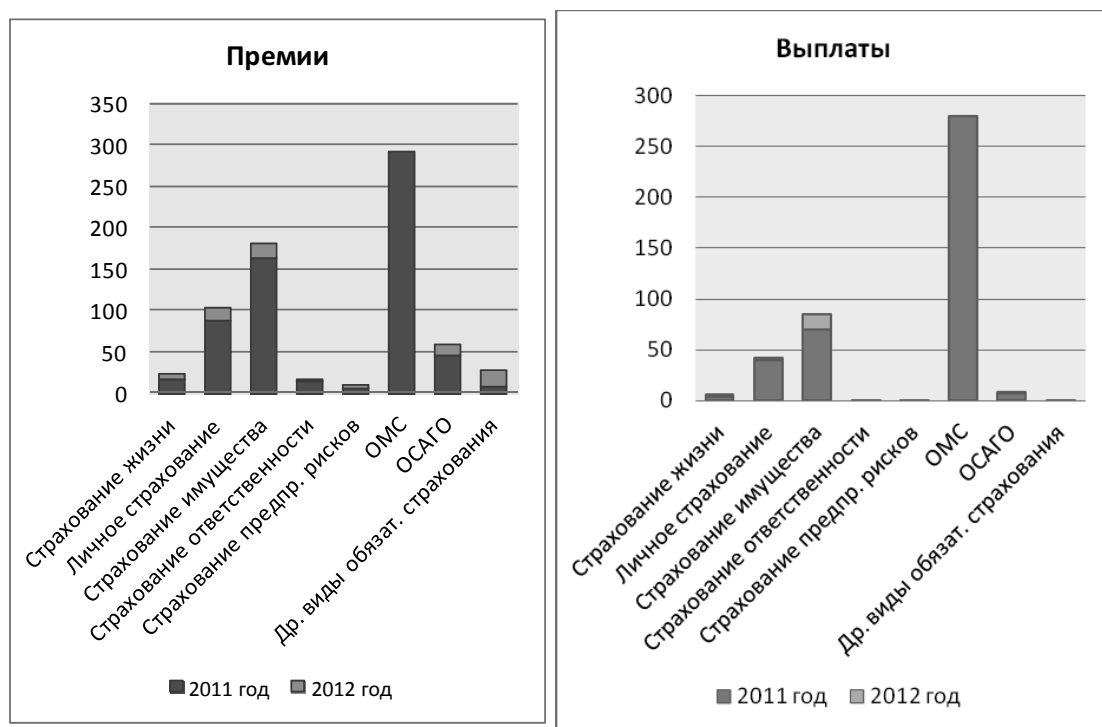 Премии
350
300
250
200
150
100
50
0
Страхование жизни
Личное страхование
Страхование имущества
Страхование ответственности
Страхование предпр. рисков
ОМС
ОСАГО
Др. виды обязат. страхования
2011 год 2012 год
Выплаты
300
250
200
150
100
50
0
Страхование жизни
Личное страхование
Страхование имущества
Страхование ответственности
Страхование предпр. рисков
ОМС
ОСАГО
Др. виды обязат. страхования
2011 год 2012 год